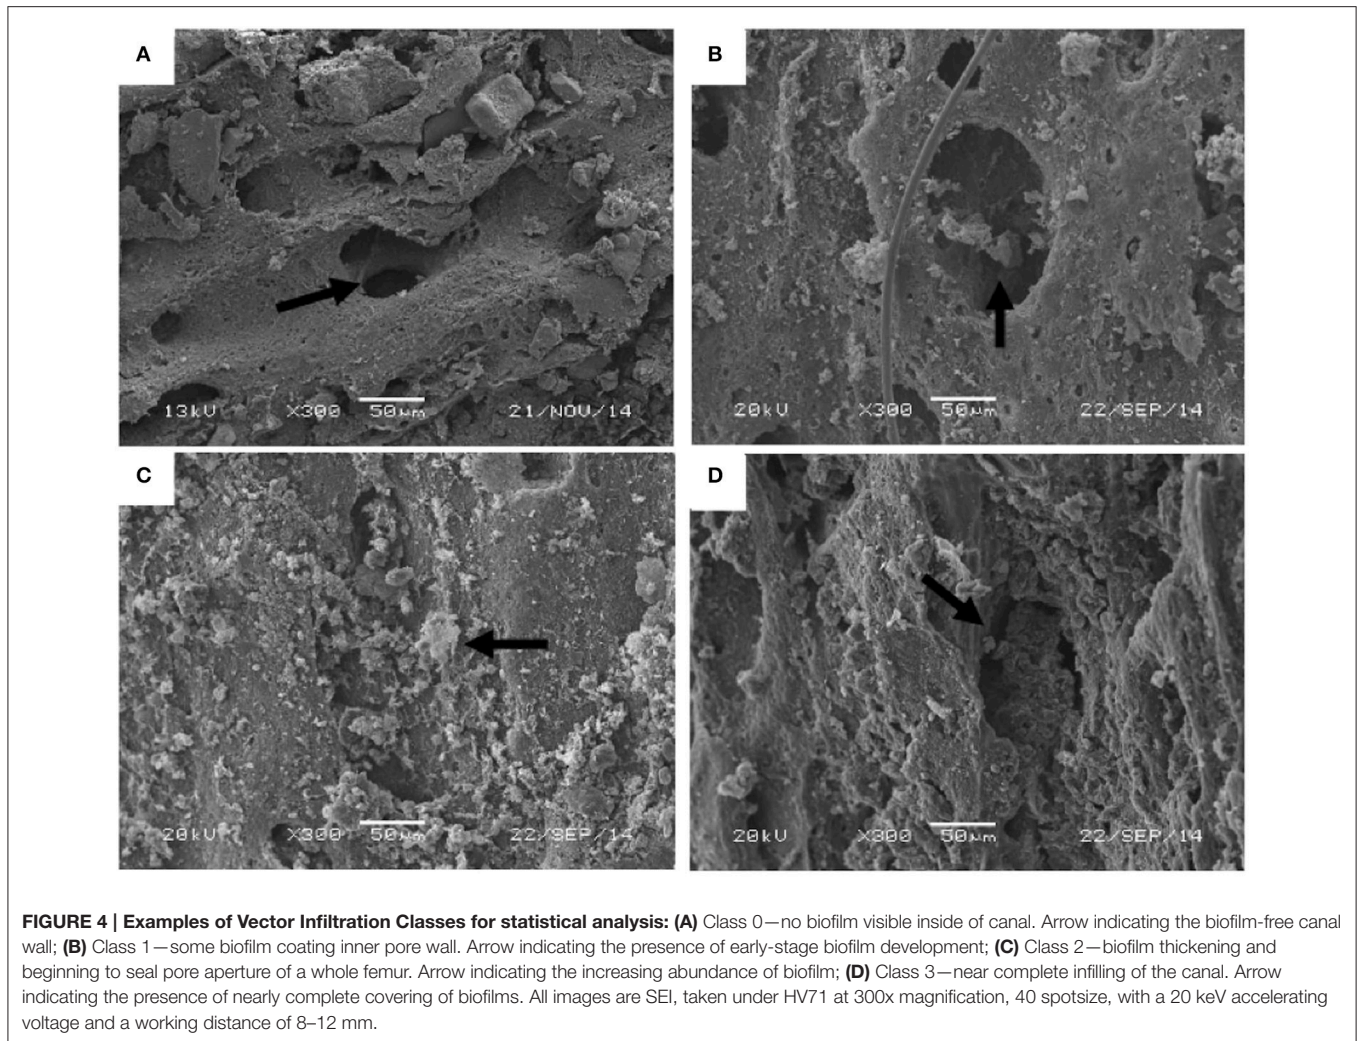 A
13kV X300 50μm 21/NOV/14
B
20kV X300 50μm 22/SEP/14
C
20kV X300 50μm 22/SEP/14
D
20kV X300 50μm 22/SEP/14
FIGURE 4 | Examples of Vector Infiltration Classes for statistical analysis: (A) Class 0—no biofilm visible inside of canal. Arrow indicating the biofilm-free canal
wall; (B) Class 1—some biofilm coating inner pore wall. Arrow indicating the presence of early-stage biofilm development; (C) Class 2—biofilm thickening and
beginning to seal pore aperture of a whole femur. Arrow indicating the increasing abundance of biofilm; (D) Class 3—near complete infilling of the canal. Arrow
indicating the presence of nearly complete covering of biofilms. All images are SEI, taken under HV71 at 300x magnification, 40 spotsize, with a 20 keV accelerating
voltage and a working distance of 8–12 mm.